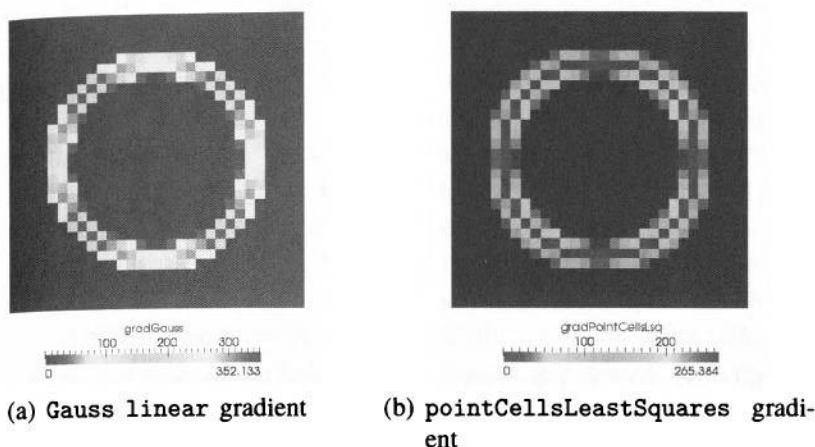 gradGauss
100 200 300
0 352.133
(a) Gauss linear gradient
gradPointCellsLsq
100 200
0 265.384
(b) pointCellsLeastSquares gradi-
ent